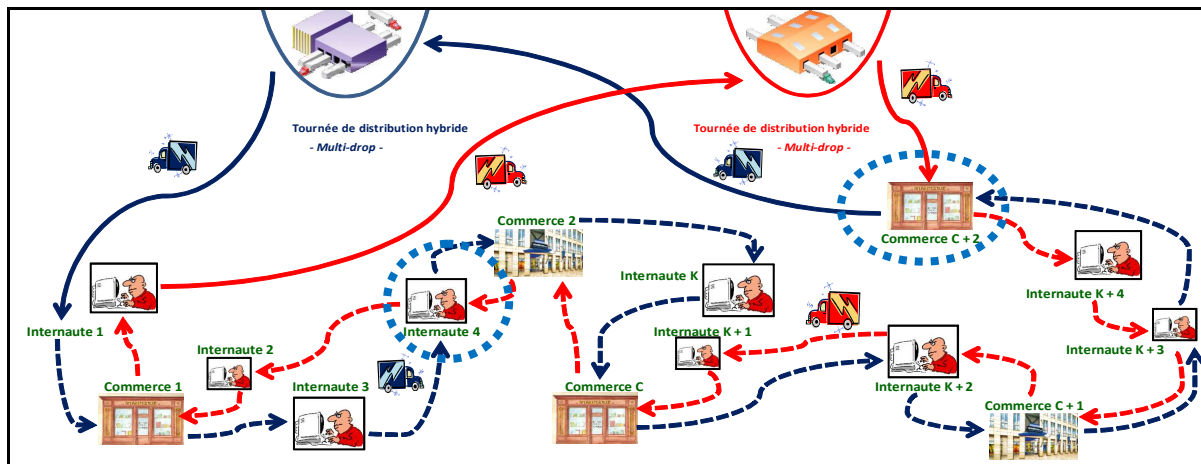 Tournée de distribution hybride
- Multi-drop -
Tournée de distribution hybride
- Multi-drop -
Commerce 2
Commerce C + 2
Internaute K
Internaute K + 4
Internaute 1
Internaute 4
Internaute K + 1
Internaute 2
Internaute K + 3
Commerce 1
Internaute 3
Commerce C
Internaute K + 2
Commerce C + 1